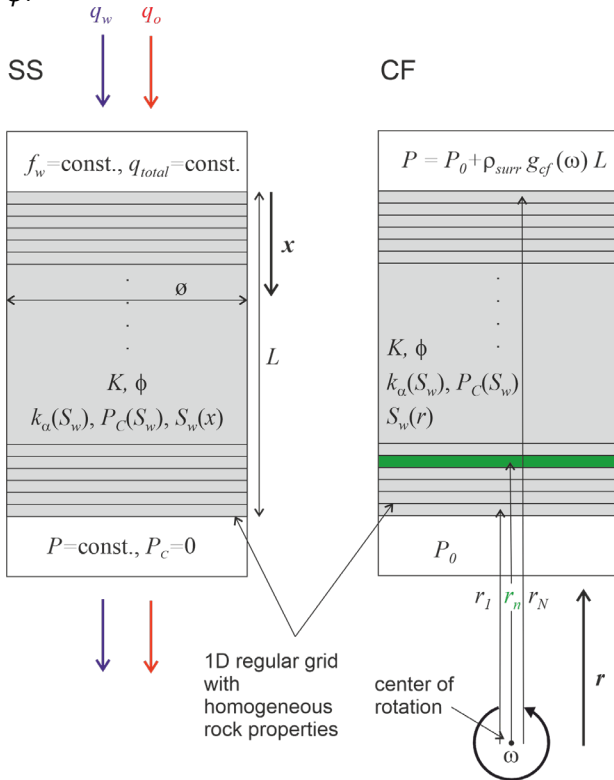 ϕ.
q_w q_o
SS CF
f_w=const., q_total=const.
P = P_0+ρ_surr g_cf (ω) L
x
ø
L
K, ϕ
k_α(S_w), P_C(S_w), S_w(x)
K, ϕ
k_α(S_w), P_C(S_w)
S_w(r)
P=const., P_c=0
P_0
r_1 r_n r_N
1D regular grid
with
homogeneous
rock properties
center of
rotation
r
ω